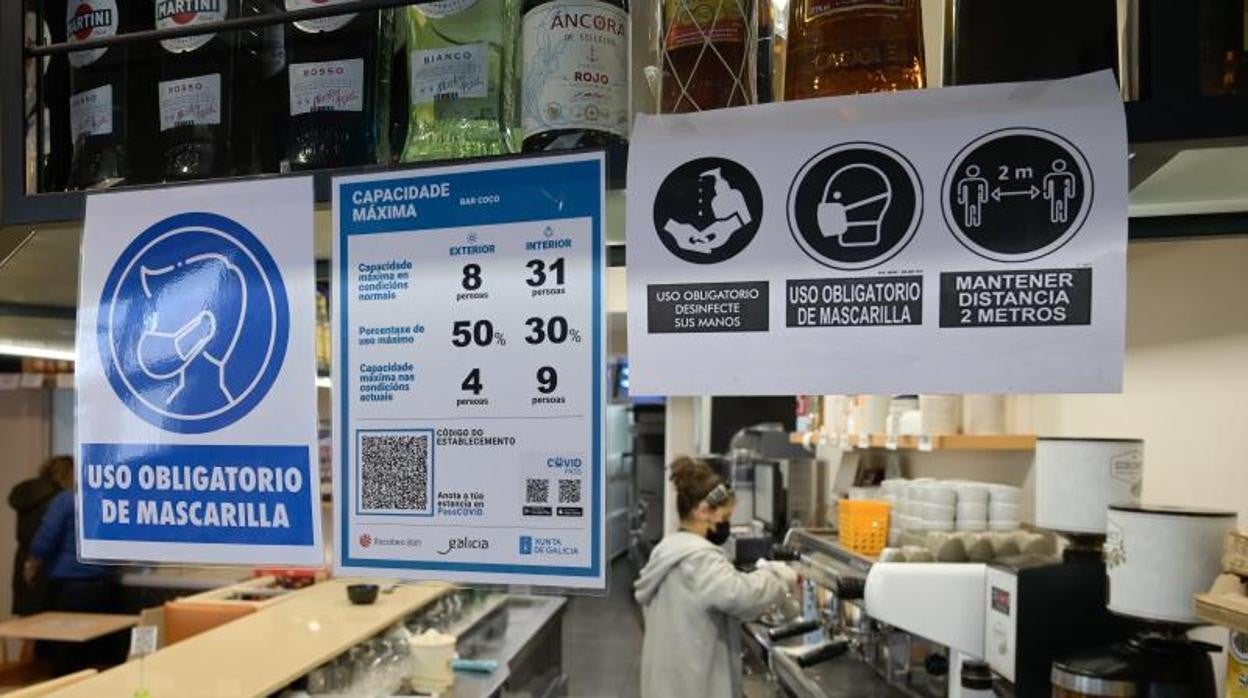 MARTINI
MARTINI
ROSSO
ROSSO
BIANCO
ÁNCORA
ROJO
USO OBLIGATORIO
DE MASCARILLA
CAPACIDADE
MÁXIMA
BAR COCO
EXTERIOR
INTERIOR
Capacidade
máxima en
condicións
normais
8
persoas
31
persoas
Porcentaxe de
uso máximo
50%
30%
Capacidade
máxima nas
condicións
actuais
4
persoas
9
persoas
CÓDIGO DO
ESTABLECEMENTO
Anota a túa
estancia en
PassCOVID
COVID
PASS
galicia
XUNTA
DE GALICIA
2 m
USO OBLIGATORIO
DESINFECTE
SUS MANOS
USO OBLIGATORIO
DE MASCARILLA
MANTENER
DISTANCIA
2 METROS